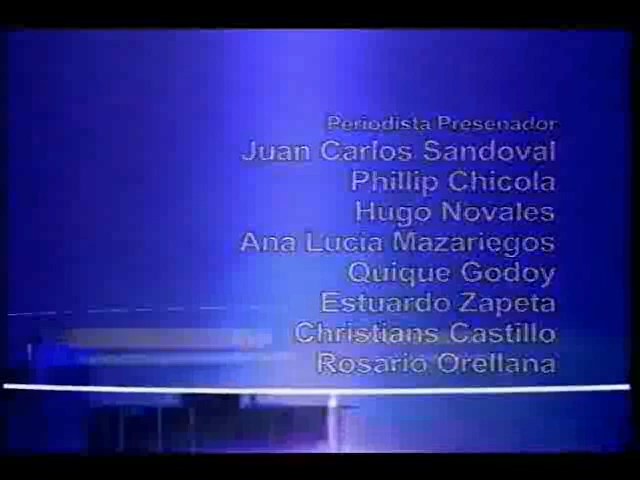 Periodista Presenador
Juan Carlos Sandoval
Phillip Chicola
Hugo Novales
Ana Lucía Mazariegos
Quique Godoy
Estuardo Zapeta
Christians Castillo
Rosario Orellana